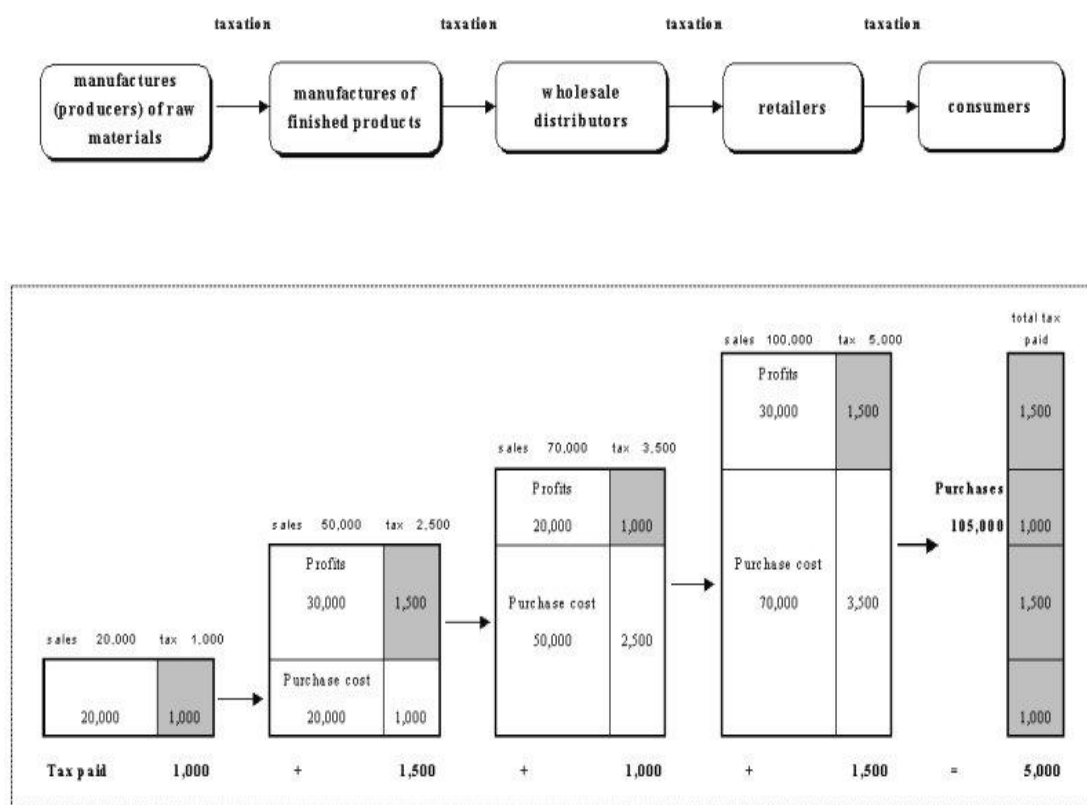 taxation taxation taxation taxation
manufactures
(producers) of raw
materials
manufactures of
finished products
wholesale
distributors
retailers
consumers
total tax
paid
sales 100,000 tax 5,000
Profits
30,000 1,500
1,500
sales 70,000 tax 3,500
Profits
20,000 1,000
Purchases
105,000 1,000
sales 50,000 tax 2,500
Profits
30,000 1,500
Purchase cost
50,000 2,500
Purchase cost
70,000 3,500
1,500
sales 20,000 tax 1,000
20,000 1,000
Purchase cost
20,000 1,000
1,000
Tax paid 1,000 + 1,500 + 1,000 + 1,500 = 5,000